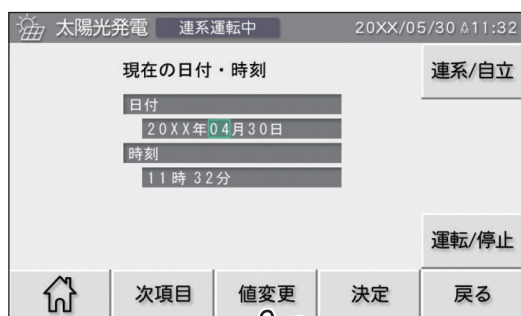 太陽光発電 連系運転中 20XX/05/30 11:32
現在の日付・時刻
連系/自立
日付
20XX年04月30日
時刻
11時32分
運転/停止
次項目 値変更 決定 戻る